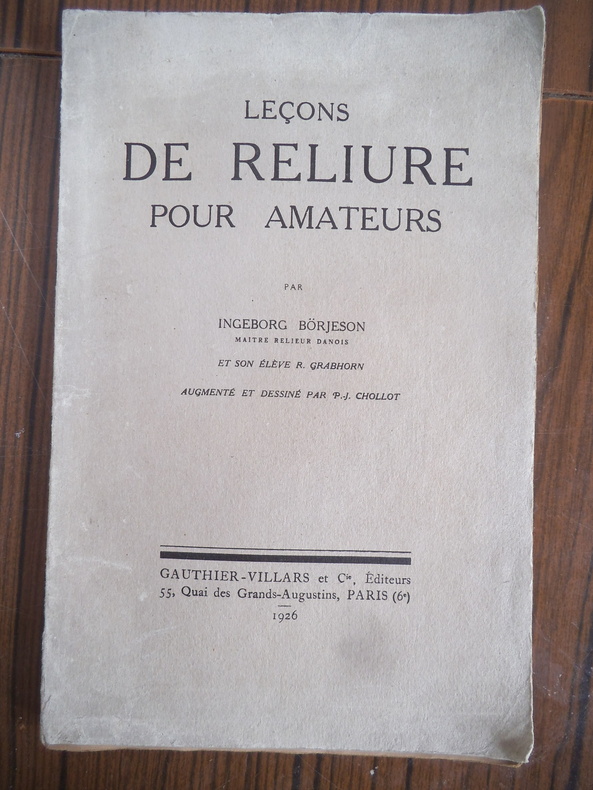 LEÇONS
DE RELIURE
POUR AMATEURS
PAR
INGEBORG BÖRJESON
MAITRE RELIEUR DANOIS
ET SON ÉLÈVE R. GRABHORN
AUGMENTÉ ET DESSINÉ PAR P.-J. CHOLLOT
GAUTHIER-VILLARS et Cie, Éditeurs
55, Quai des Grands-Augustins, PARIS (6e)
1926